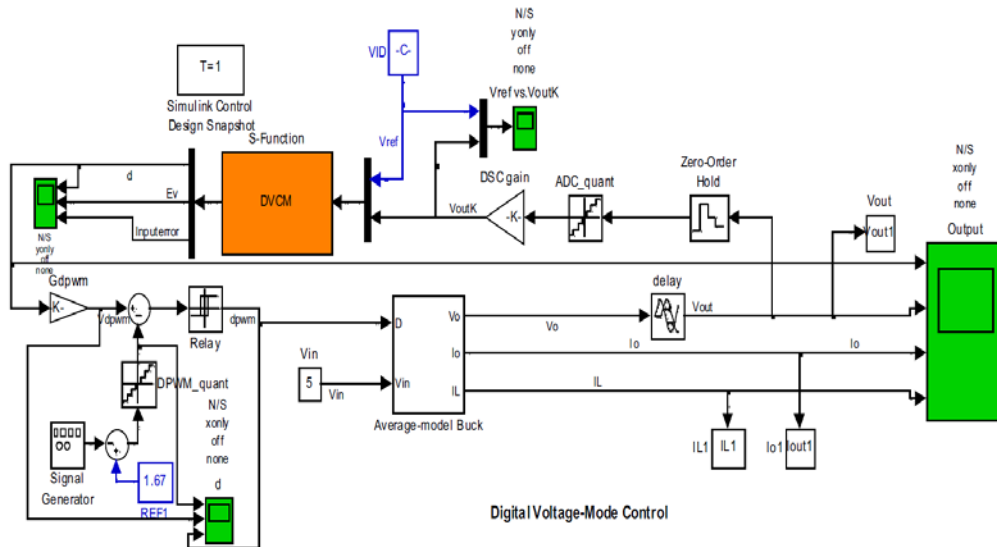 N/S
yonly
off
none
VID
-C-
T=1
Simulink Control
Design Snapshot
S-Function
Vref vs.VoutK
Vref
DVCM
d
Ev
Inputerror
N/S
yonly
off
none
VoutK
DSC gain
-K-
ADC_quant
Zero-Order
Hold
N/S
xonly
off
none
Output
Vout
Vout1
Gdpwm
K-
Vdpwm
Relay
dpwm
DPWM_quant
N/S
xonly
off
none
d
Signal
Generator
1.67
REF1
Vin
5
Vin
D
Vin
Vo
Io
IL
Average-model Buck
Vo
delay
Vout
Io
Io
IL
IL1
IL1
Io1
Iout1
Digital Voltage-Mode Control